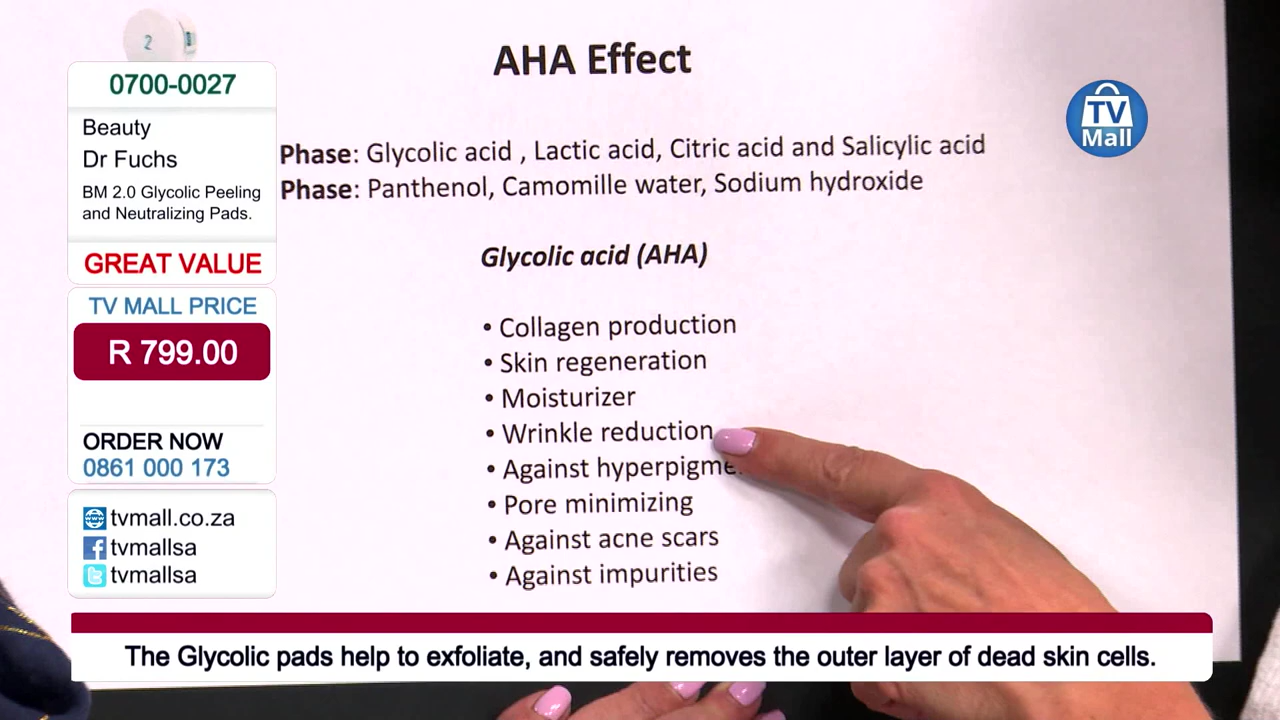 AHA Effect
Phase: Glycolic acid , Lactic acid, Citric acid and Salicylic acid
Phase: Panthenol, Camomille water, Sodium hydroxide
Glycolic acid (AHA)
• Collagen production
• Skin regeneration
• Moisturizer
• Wrinkle reduction
• Against hyperpigme
• Pore minimizing
• Against acne scars
• Against impurities
2
0700-0027
Beauty
Dr Fuchs
BM 2.0 Glycolic Peeling
and Neutralizing Pads.
GREAT VALUE
TV MALL PRICE
R 799.00
ORDER NOW
0861 000 173
tvmall.co.za
tvmallsa
tvmallsa
TV
Mall
The Glycolic pads help to exfoliate, and safely removes the outer layer of dead skin cells.